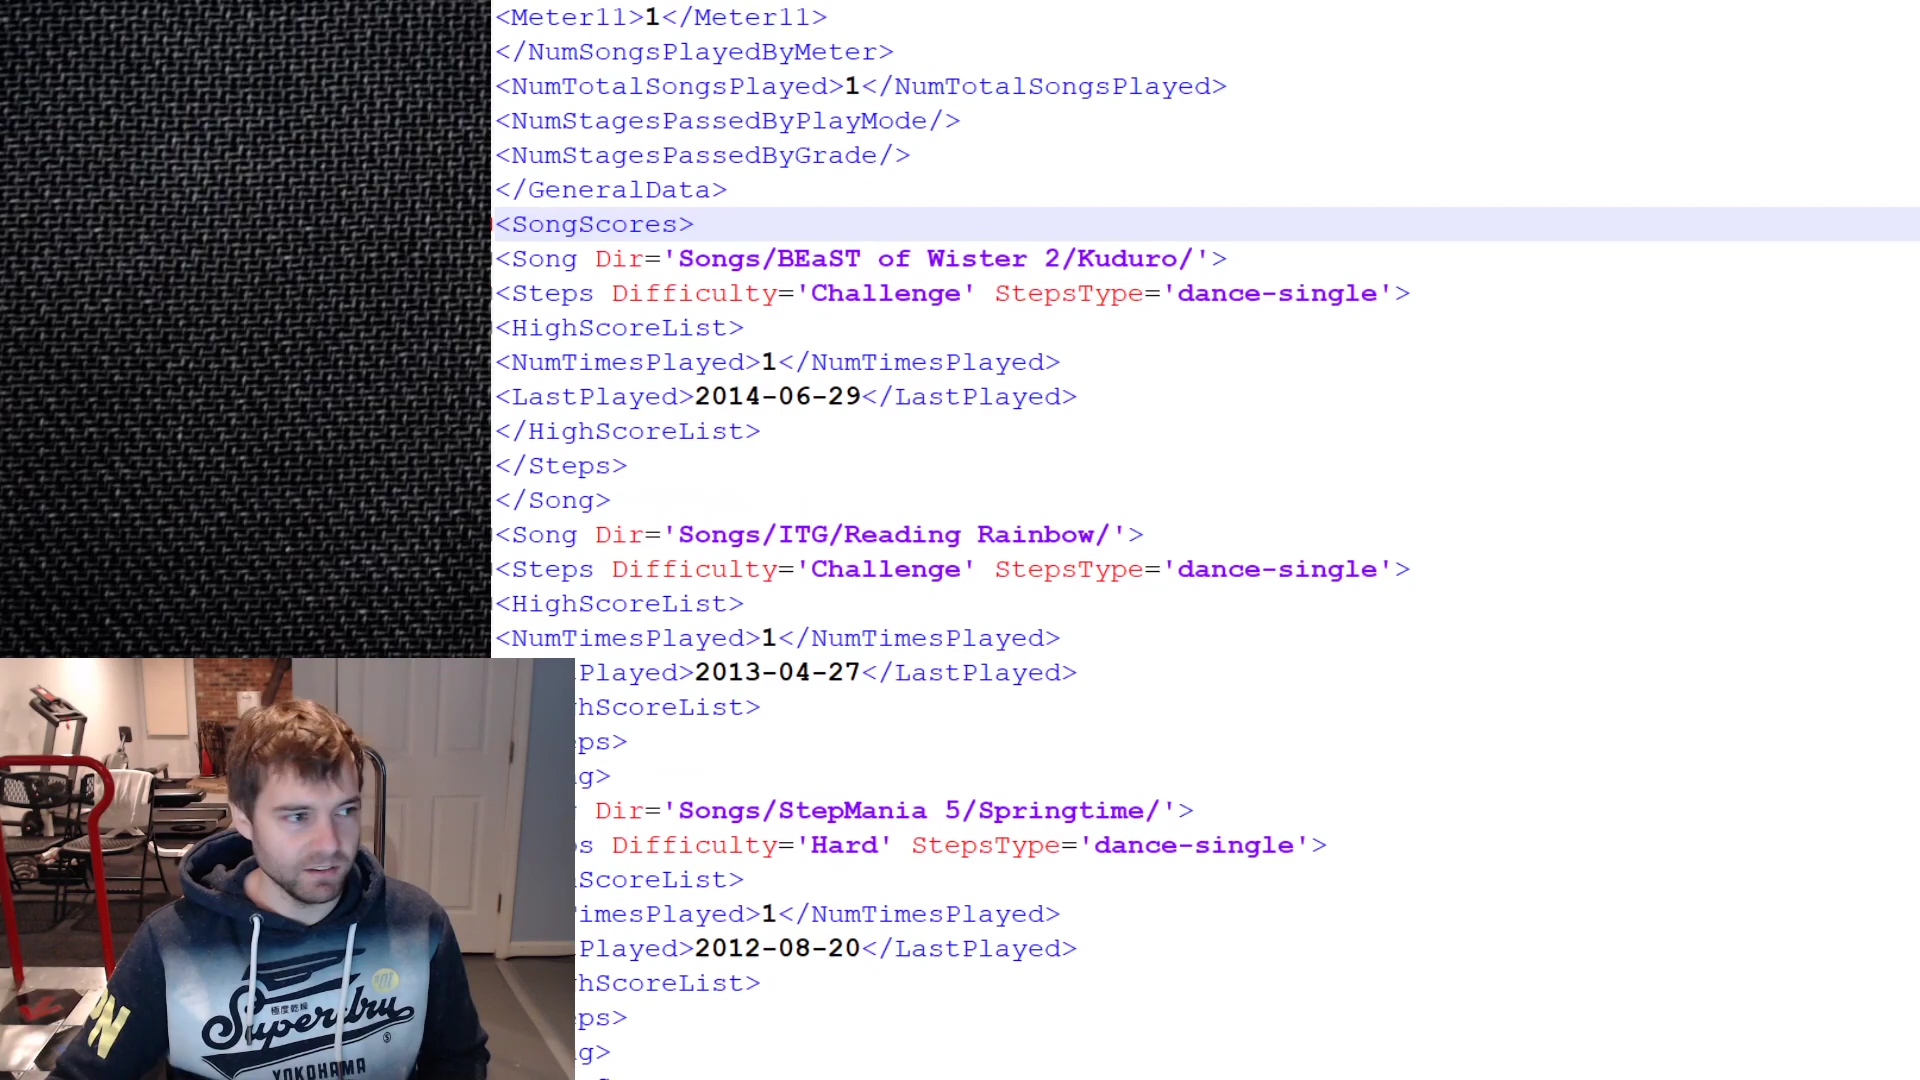 <Meter11>1</Meter11>
</NumSongsPlayedByMeter>
<NumTotalSongsPlayed>1</NumTotalSongsPlayed>
<NumStagesPassedByPlayMode/>
<NumStagesPassedByGrade/>
</GeneralData>
<SongScores>
<Song Dir='Songs/BEaST of Wister 2/Kuduro/'>
<Steps Difficulty='Challenge' StepsType='dance-single'>
<HighScoreList>
<NumTimesPlayed>1</NumTimesPlayed>
<LastPlayed>2014-06-29</LastPlayed>
</HighScoreList>
</Steps>
</Song>
<Song Dir='Songs/ITG/Reading Rainbow/'>
<Steps Difficulty='Challenge' StepsType='dance-single'>
<HighScoreList>
<NumTimesPlayed>1</NumTimesPlayed>
Played>2013-04-27</LastPlayed>
hScoreList>
ps>
g>
Dir='Songs/StepMania 5/Springtime/'>
s Difficulty='Hard' StepsType='dance-single'>
ScoreList>
imesPlayed>1</NumTimesPlayed>
Played>2012-08-20</LastPlayed>
hScoreList>
ps>
g>
極度乾燥
Superdry
YOKOHAMA